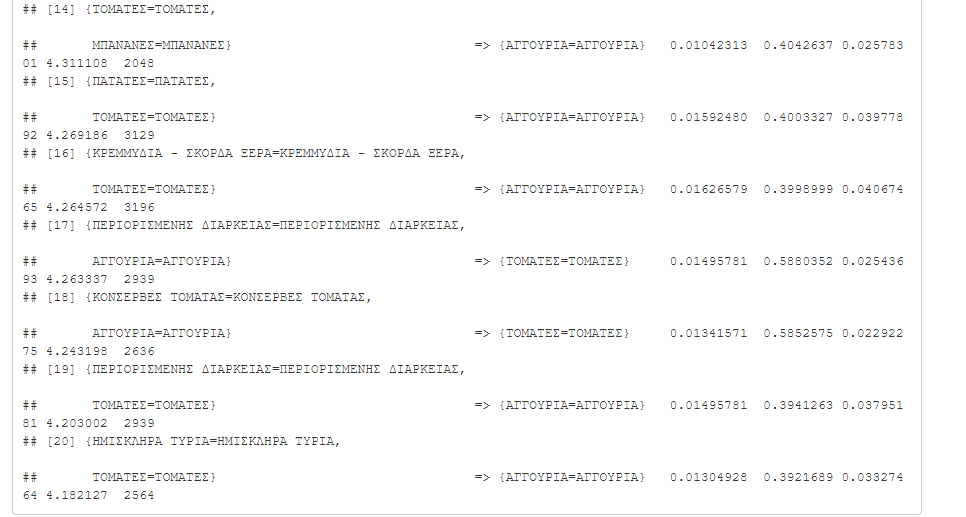 ## [14] {ΤΟΜΑΤΕΣ=ΤΟΜΑΤΕΣ,
##       ΜΠΑΝΑΝΕΣ=ΜΠΑΝΑΝΕΣ}                               => {ΑΓΓΟΥΡΙΑ=ΑΓΓΟΥΡΙΑ}   0.01042313  0.4042637 0.025783
01 4.311108  2048
## [15] {ΠΑΤΑΤΕΣ=ΠΑΤΑΤΕΣ,
##       ΤΟΜΑΤΕΣ=ΤΟΜΑΤΕΣ}                                 => {ΑΓΓΟΥΡΙΑ=ΑΓΓΟΥΡΙΑ}   0.01592480  0.4003327 0.039778
92 4.269186  3129
## [16] {ΚΡΕΜΜΥΔΙΑ - ΣΚΟΡΔΑ ΞΕΡΑ=ΚΡΕΜΜΥΔΙΑ - ΣΚΟΡΔΑ ΞΕΡΑ,
##       ΤΟΜΑΤΕΣ=ΤΟΜΑΤΕΣ}                                 => {ΑΓΓΟΥΡΙΑ=ΑΓΓΟΥΡΙΑ}   0.01626579  0.3998999 0.040674
65 4.264572  3196
## [17] {ΠΕΡΙΟΡΙΣΜΕΝΗΣ ΔΙΑΡΚΕΙΑΣ=ΠΕΡΙΟΡΙΣΜΕΝΗΣ ΔΙΑΡΚΕΙΑΣ,
##       ΑΓΓΟΥΡΙΑ=ΑΓΓΟΥΡΙΑ}                               => {ΤΟΜΑΤΕΣ=ΤΟΜΑΤΕΣ}     0.01495781  0.5880352 0.025436
93 4.263337  2939
## [18] {ΚΟΝΣΕΡΒΕΣ ΤΟΜΑΤΑΣ=ΚΟΝΣΕΡΒΕΣ ΤΟΜΑΤΑΣ,
##       ΑΓΓΟΥΡΙΑ=ΑΓΓΟΥΡΙΑ}                               => {ΤΟΜΑΤΕΣ=ΤΟΜΑΤΕΣ}     0.01341571  0.5852575 0.022922
75 4.243198  2636
## [19] {ΠΕΡΙΟΡΙΣΜΕΝΗΣ ΔΙΑΡΚΕΙΑΣ=ΠΕΡΙΟΡΙΣΜΕΝΗΣ ΔΙΑΡΚΕΙΑΣ,
##       ΤΟΜΑΤΕΣ=ΤΟΜΑΤΕΣ}                                 => {ΑΓΓΟΥΡΙΑ=ΑΓΓΟΥΡΙΑ}   0.01495781  0.3941263 0.037951
81 4.203002  2939
## [20] {ΗΜΙΣΚΛΗΡΑ ΤΥΡΙΑ=ΗΜΙΣΚΛΗΡΑ ΤΥΡΙΑ,
##       ΤΟΜΑΤΕΣ=ΤΟΜΑΤΕΣ}                                 => {ΑΓΓΟΥΡΙΑ=ΑΓΓΟΥΡΙΑ}   0.01304928  0.3921689 0.033274
64 4.182127  2564